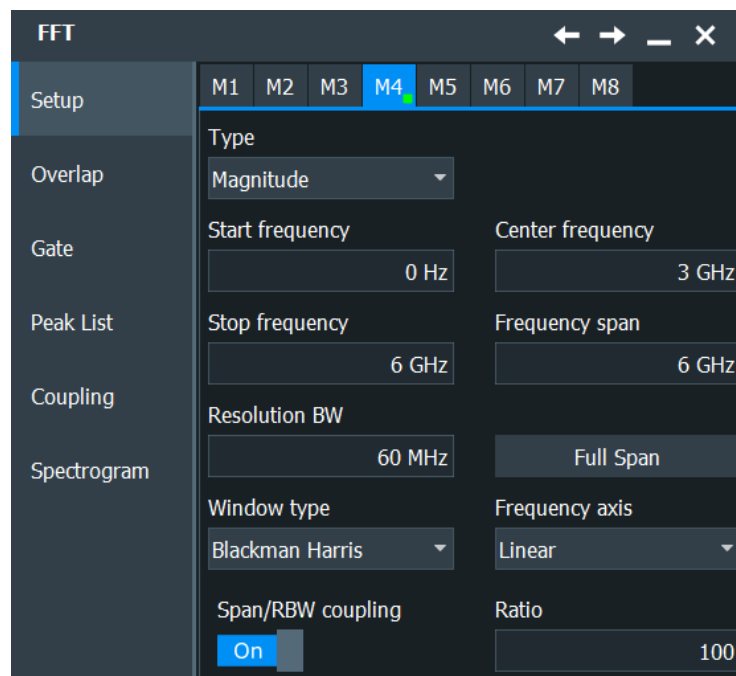 FFT
Setup
Overlap
Gate
Peak List
Coupling
Spectrogram
M1 M2 M3 M4 M5 M6 M7 M8
Type
Magnitude
Start frequency Center frequency
0 Hz 3 GHz
Stop frequency Frequency span
6 GHz 6 GHz
Resolution BW
60 MHz Full Span
Window type Frequency axis
Blackman Harris Linear
Span/RBW coupling Ratio
On 100